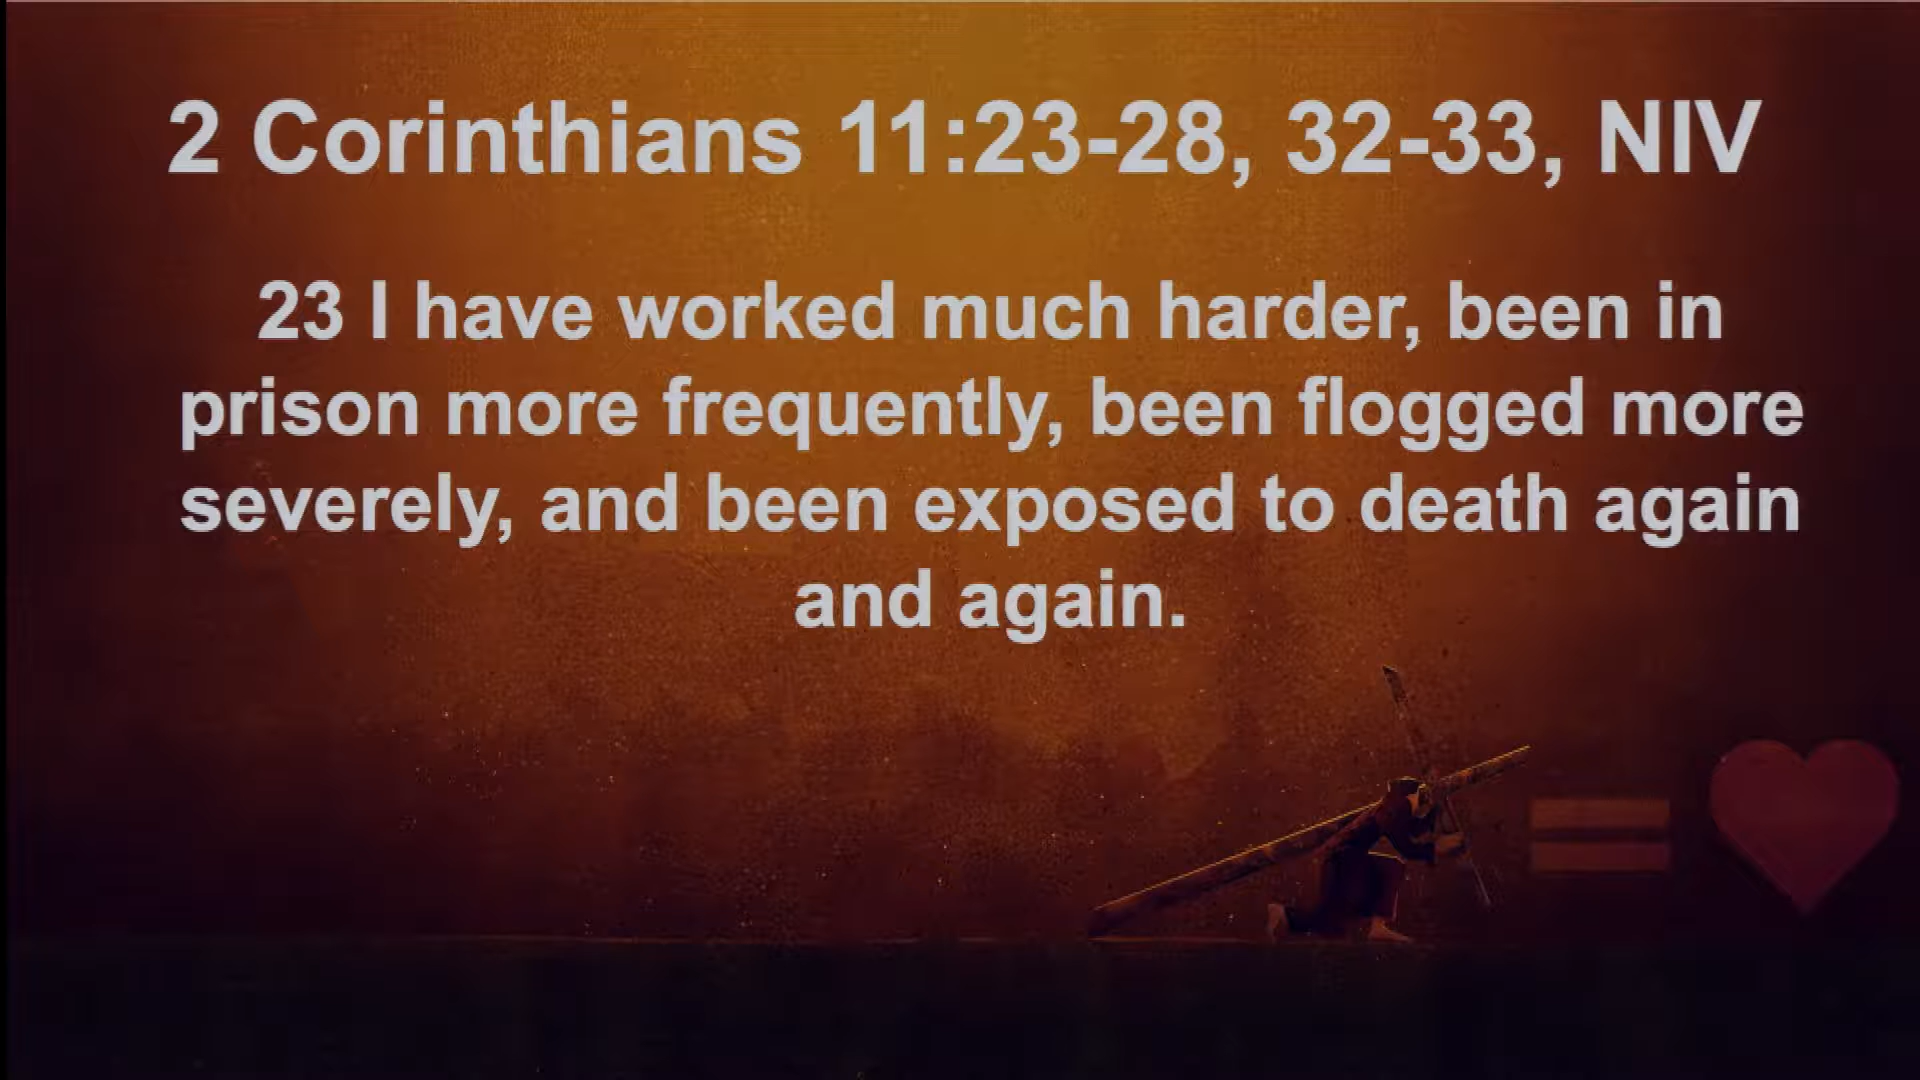 2 Corinthians 11:23-28, 32-33, NIV
23 I have worked much harder, been in
prison more frequently, been flogged more
severely, and been exposed to death again
and again.